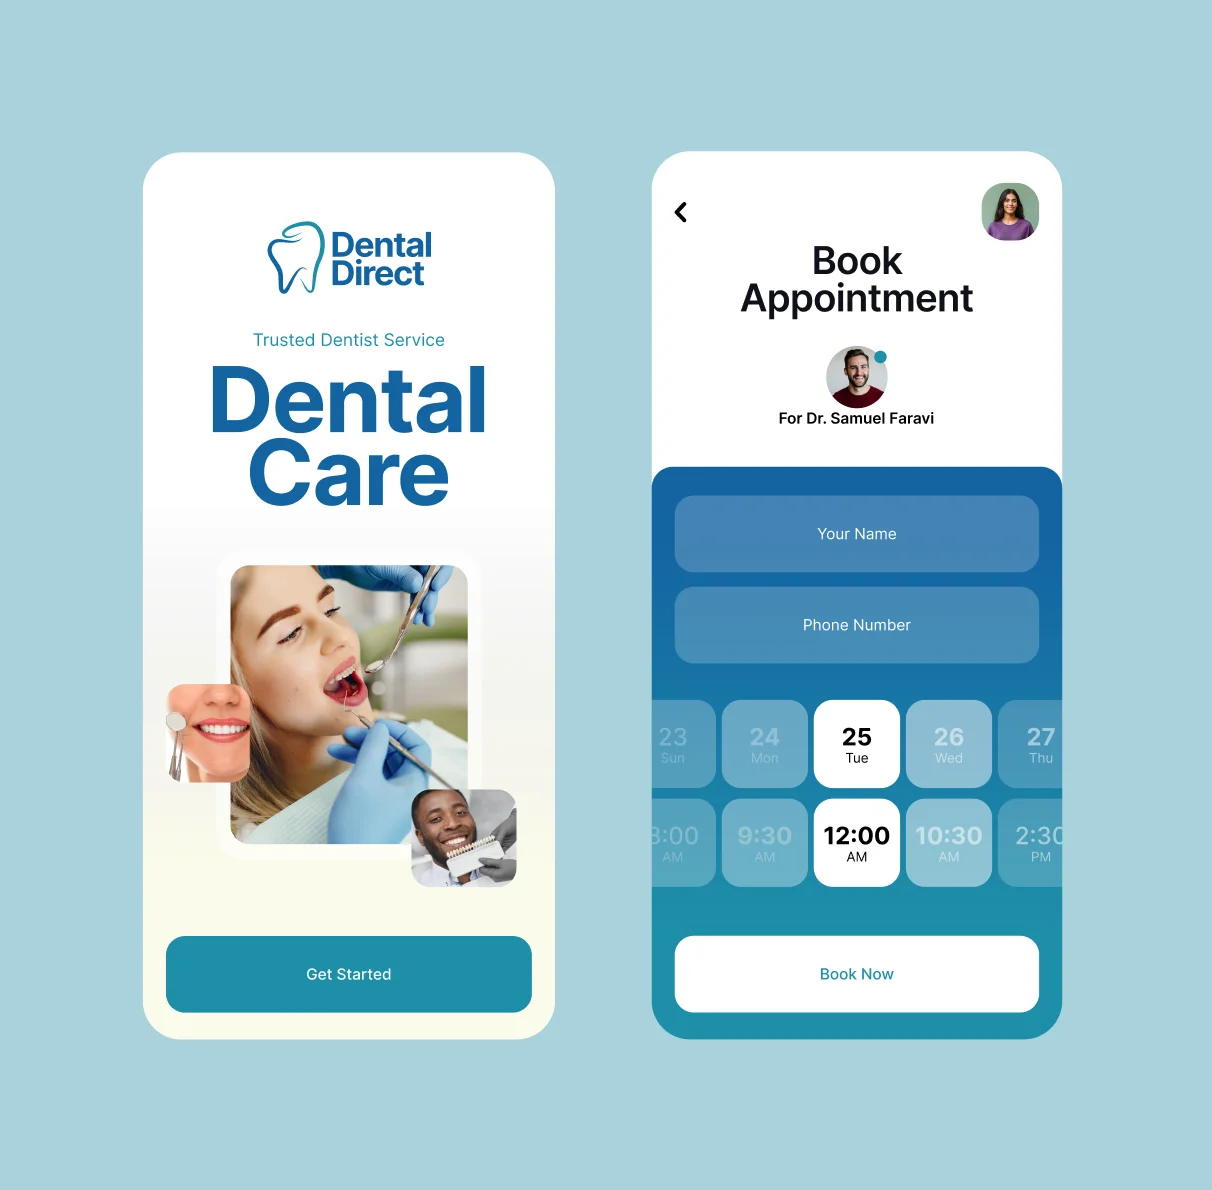 Dental
Direct
Trusted Dentist Service
Dental
Care
Get Started
Book
Appointment
For Dr. Samuel Faravi
Your Name
Phone Number
23 24 25 26 27
Sun Mon Tue Wed Thu
:00 9:30 12:00 10:30 2:30
AM AM AM AM PM
Book Now